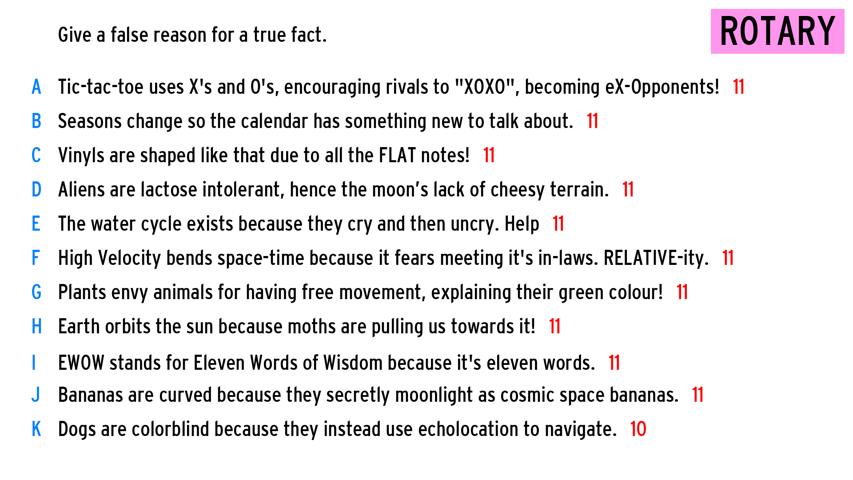 Give a false reason for a true fact.
ROTARY
A Tic-tac-toe uses X's and O's, encouraging rivals to "XOXO", becoming eX-Opponents! 11
B Seasons change so the calendar has something new to talk about. 11
C Vinyls are shaped like that due to all the FLAT notes! 11
D Aliens are lactose intolerant, hence the moon’s lack of cheesy terrain. 11
E The water cycle exists because they cry and then uncry. Help 11
F High Velocity bends space-time because it fears meeting it's in-laws. RELATIVE-ity. 11
G Plants envy animals for having free movement, explaining their green colour! 11
H Earth orbits the sun because moths are pulling us towards it! 11
I EWOW stands for Eleven Words of Wisdom because it's eleven words. 11
J Bananas are curved because they secretly moonlight as cosmic space bananas. 11
K Dogs are colorblind because they instead use echolocation to navigate. 10